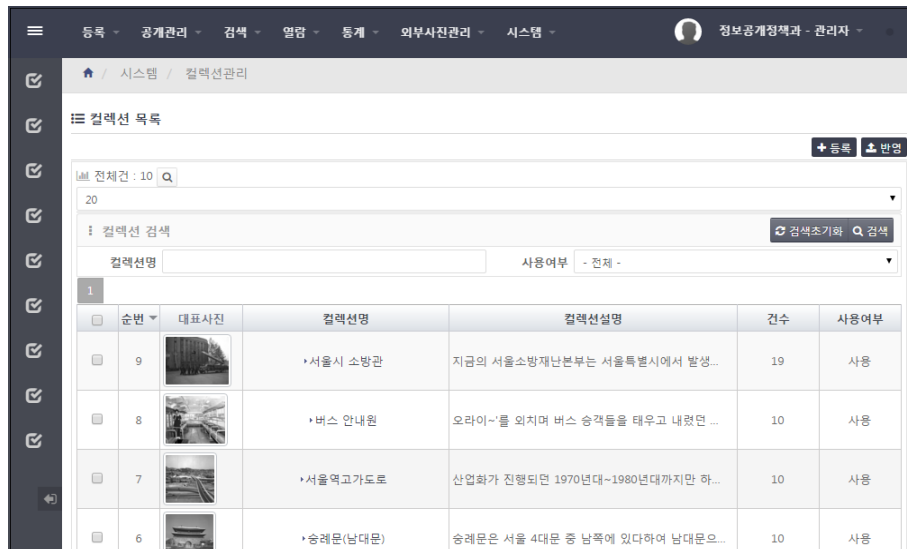 등록 공개관리 검색 열람 통계 외부사진관리 시스템 정보공개정책과 - 관리자
/ 시스템 / 컬렉션관리
컬렉션 목록
등록 반영
전체건 : 10
20
컬렉션 검색 검색초기화 검색
컬렉션명 사용여부 - 전체 -
1
순번 대표사진 컬렉션명 컬렉션설명 건수 사용여부
9 서울시 소방관 지금의 서울소방재난본부는 서울특별시에서 발생... 19 사용
8 버스 안내원 오라이~'를 외치며 버스 승객들을 태우고 내렸던 ... 10 사용
7 서울역고가도로 산업화가 진행되던 1970년대~1980년대까지만 하... 10 사용
6 숭례문(남대문) 숭례문은 서울 4대문 중 남쪽에 있다하여 남대문으... 10 사용